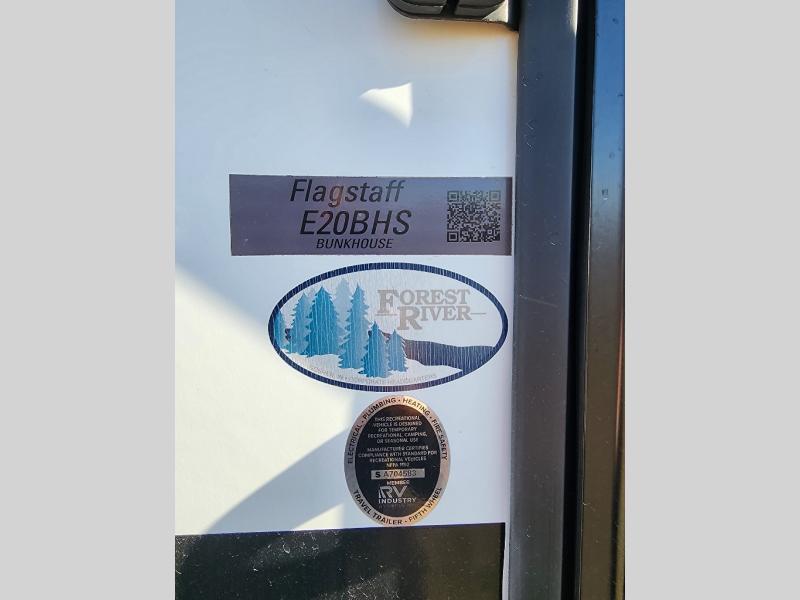 Flagstaff
E20BHS
BUNKHOUSE
FOREST
RIVER
ELECTRICAL • PLUMBING • HEATING • FIRE SAFETY
THIS RECREATIONAL
VEHICLE IS DESIGNED
FOR TEMPORARY
RECREATIONAL, CAMPING,
OR SEASONAL USE
MANUFACTURER CERTIFIES
COMPLIANCE WITH STANDARD FOR
RECREATIONAL VEHICLES
NFPA 1192
S A704583
MEMBER
RV
INDUSTRY
TRAVEL TRAILER • FIFTH WHEEL